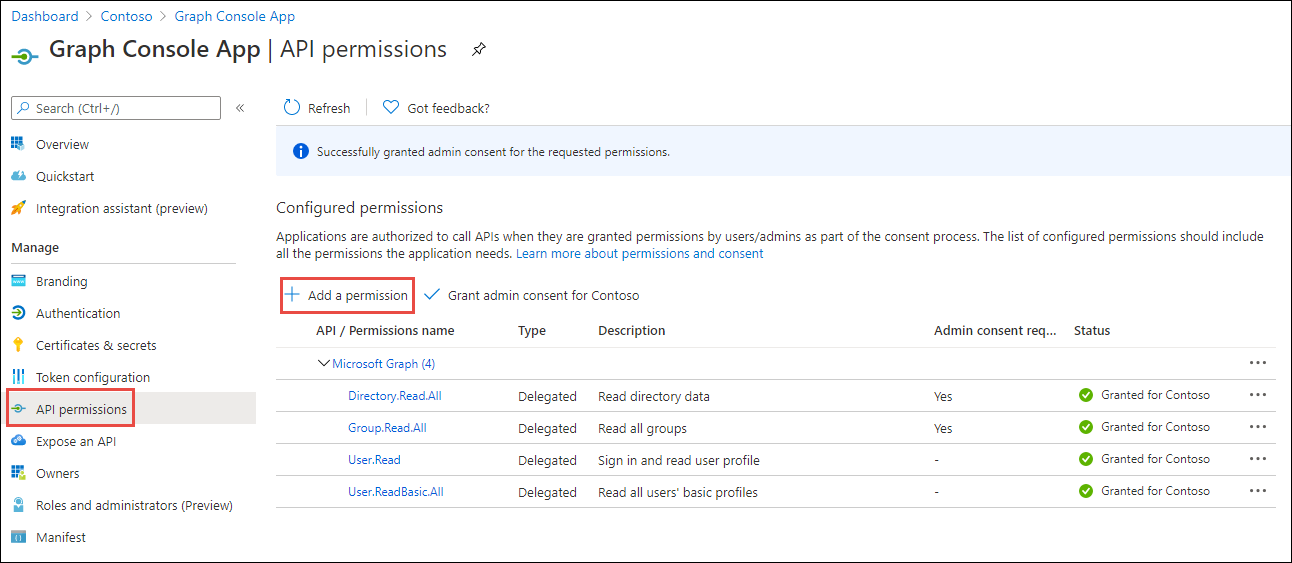 Dashboard > Contoso > Graph Console App
Graph Console App | API permissions
Search (Ctrl+/) «
Overview
Quickstart
Integration assistant (preview)
Manage
Branding
Authentication
Certificates & secrets
Token configuration
API permissions
Expose an API
Owners
Roles and administrators (Preview)
Manifest
Refresh | Got feedback?
Successfully granted admin consent for the requested permissions.
Configured permissions
Applications are authorized to call APIs when they are granted permissions by users/admins as part of the consent process. The list of configured permissions should include
all the permissions the application needs. Learn more about permissions and consent
Add a permission Grant admin consent for Contoso
API / Permissions name Type Description Admin consent req... Status
Microsoft Graph (4) ...
Directory.Read.All Delegated Read directory data Yes Granted for Contoso ...
Group.Read.All Delegated Read all groups Yes Granted for Contoso ...
User.Read Delegated Sign in and read user profile - Granted for Contoso ...
User.ReadBasic.All Delegated Read all users' basic profiles - Granted for Contoso ...